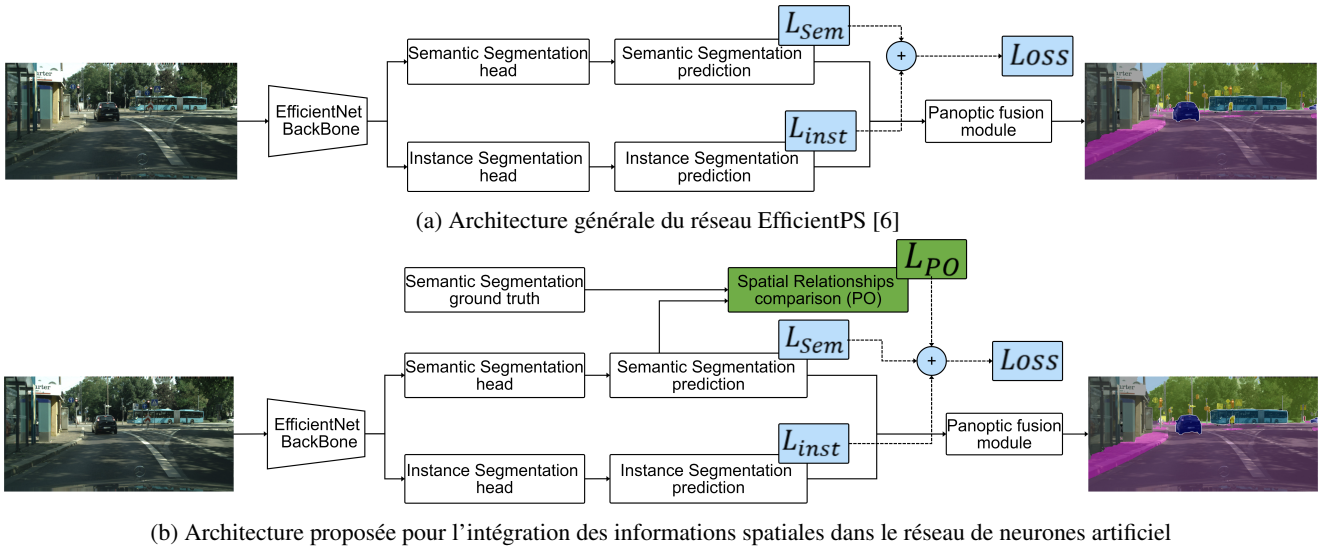 L_Sem
Semantic Segmentation
head
Semantic Segmentation
prediction
+
Loss
EfficientNet
BackBone
L_inst
Panoptic fusion
module
Instance Segmentation
head
Instance Segmentation
prediction
(a) Architecture générale du réseau EfficientPS [6]
L_PO
Semantic Segmentation
ground truth
Spatial Relationships
comparison (PO)
L_Sem
Semantic Segmentation
head
Semantic Segmentation
prediction
+
Loss
EfficientNet
BackBone
L_inst
Panoptic fusion
module
Instance Segmentation
head
Instance Segmentation
prediction
(b) Architecture proposée pour l'intégration des informations spatiales dans le réseau de neurones artificiel